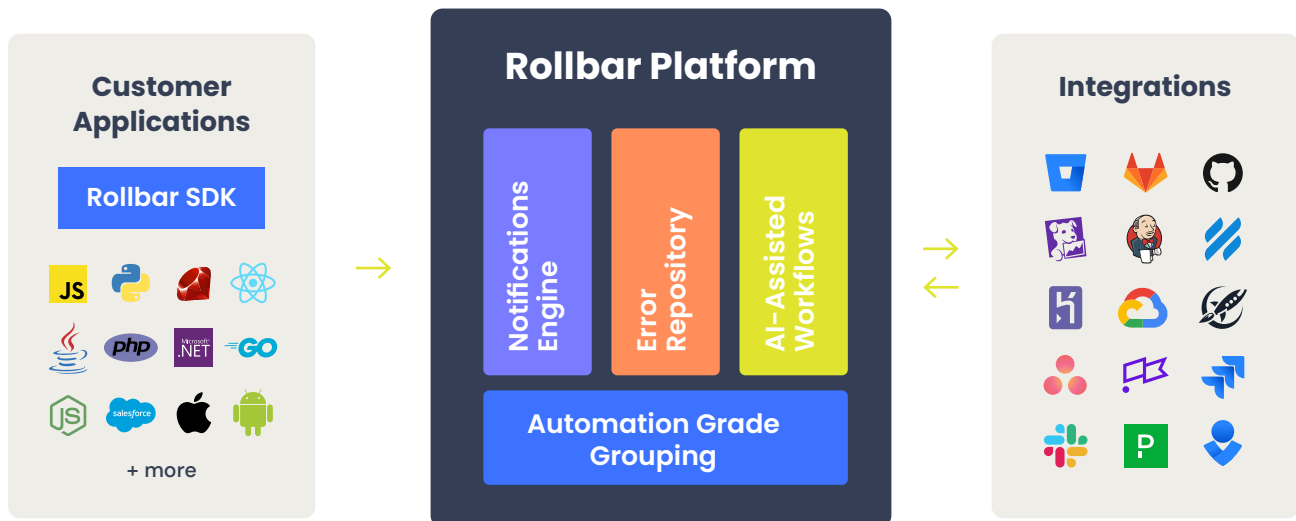 Customer
Applications
Rollbar SDK
JS
php
Microsoft
.NET
GO
JS
salesforce
+ more
Rollbar Platform
Notifications
Engine
Error
Repository
AI-Assisted
Workflows
Automation Grade
Grouping
Integrations
P